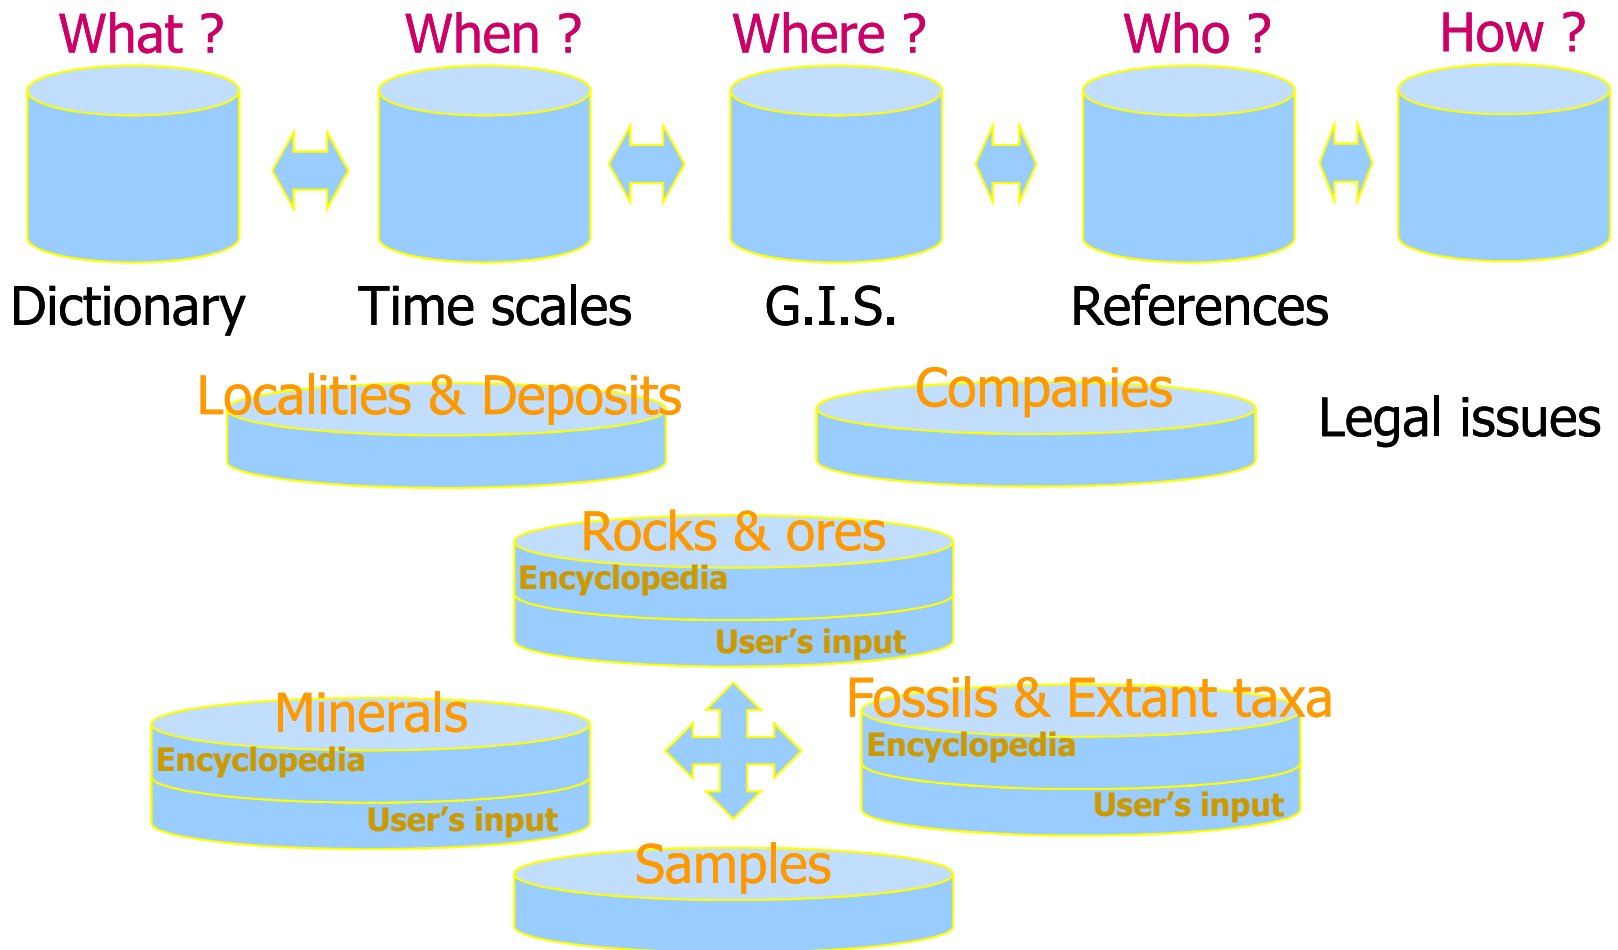 What ?
When ?
Where ?
Who ?
How ?
Dictionary
Time scales
G.I.S.
References
Localities & Deposits
Companies
Legal issues
Rocks & ores
Encyclopedia
User’s input
Minerals
Encyclopedia
User’s input
Fossils & Extant taxa
Encyclopedia
User’s input
Samples